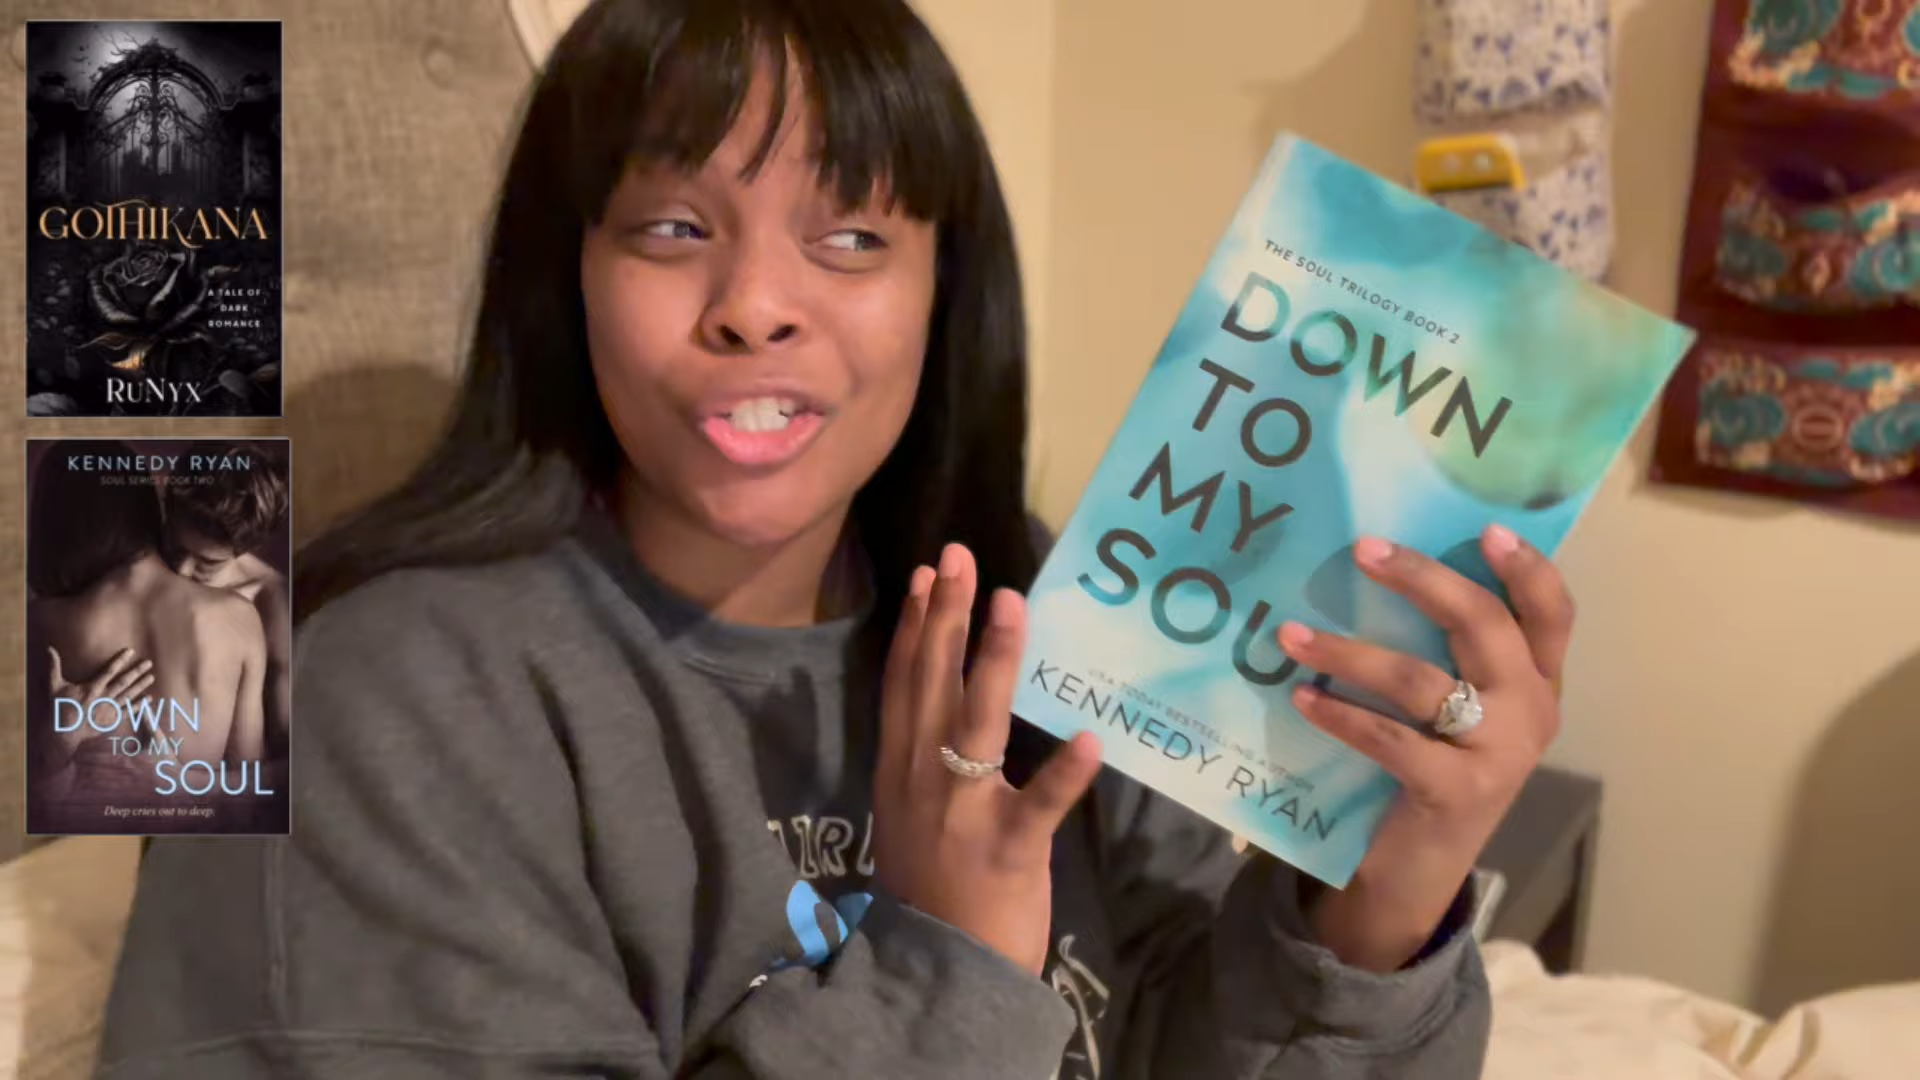 GOTHIKANA
A TALE OF
DARK
ROMANCE
RUNYX
KENNEDY RYAN
SOUL SERIES BOOK TWO
DOWN
TO MY
SOUL
Deep cries out to deep.
THE SOUL TRILOGY BOOK 2
DOWN
TO
MY
SOU
USA TODAY BESTSELLING AUTHOR
KENNEDY RYAN